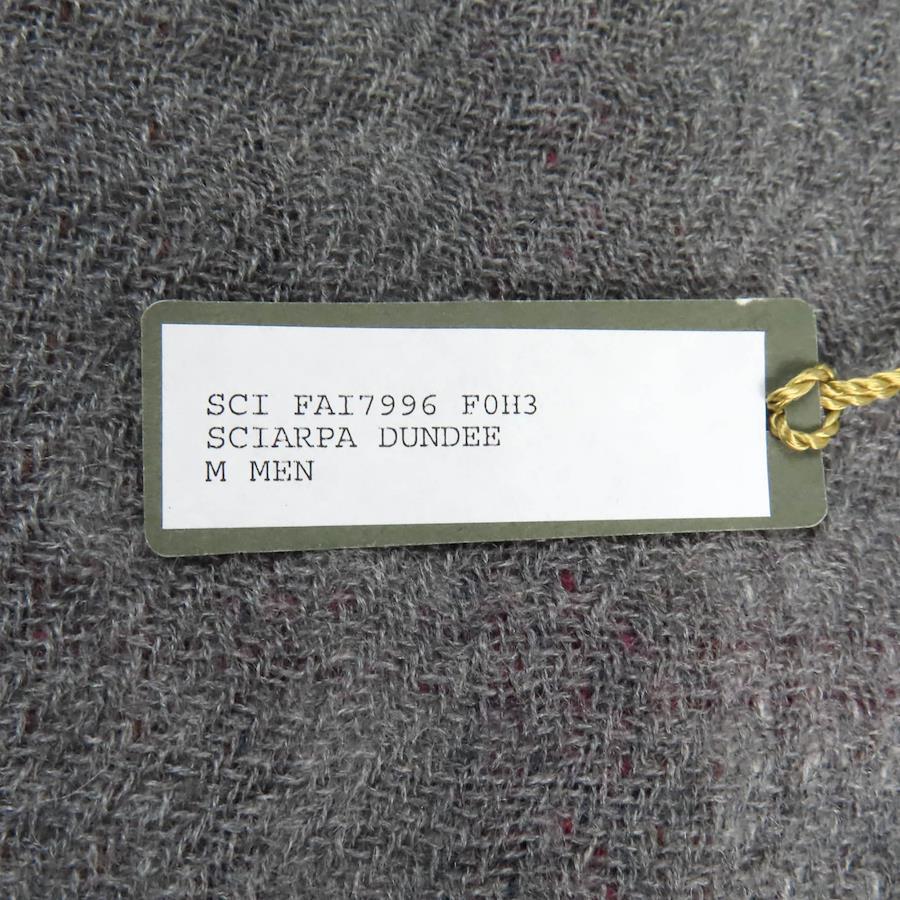 SCI FAI7996 F0H3
SCIARPA DUNDEE
M MEN